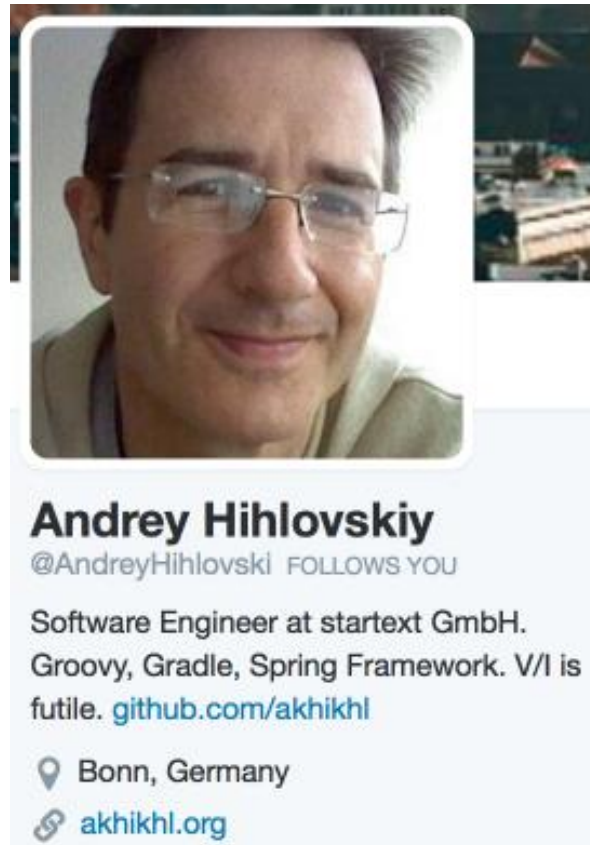 Andrey Hihlovskiy
@AndreyHihlovski FOLLOWS YOU
Software Engineer at startext GmbH.
Groovy, Gradle, Spring Framework. V/I is
futile. github.com/akhikhl
Bonn, Germany
akhikhl.org